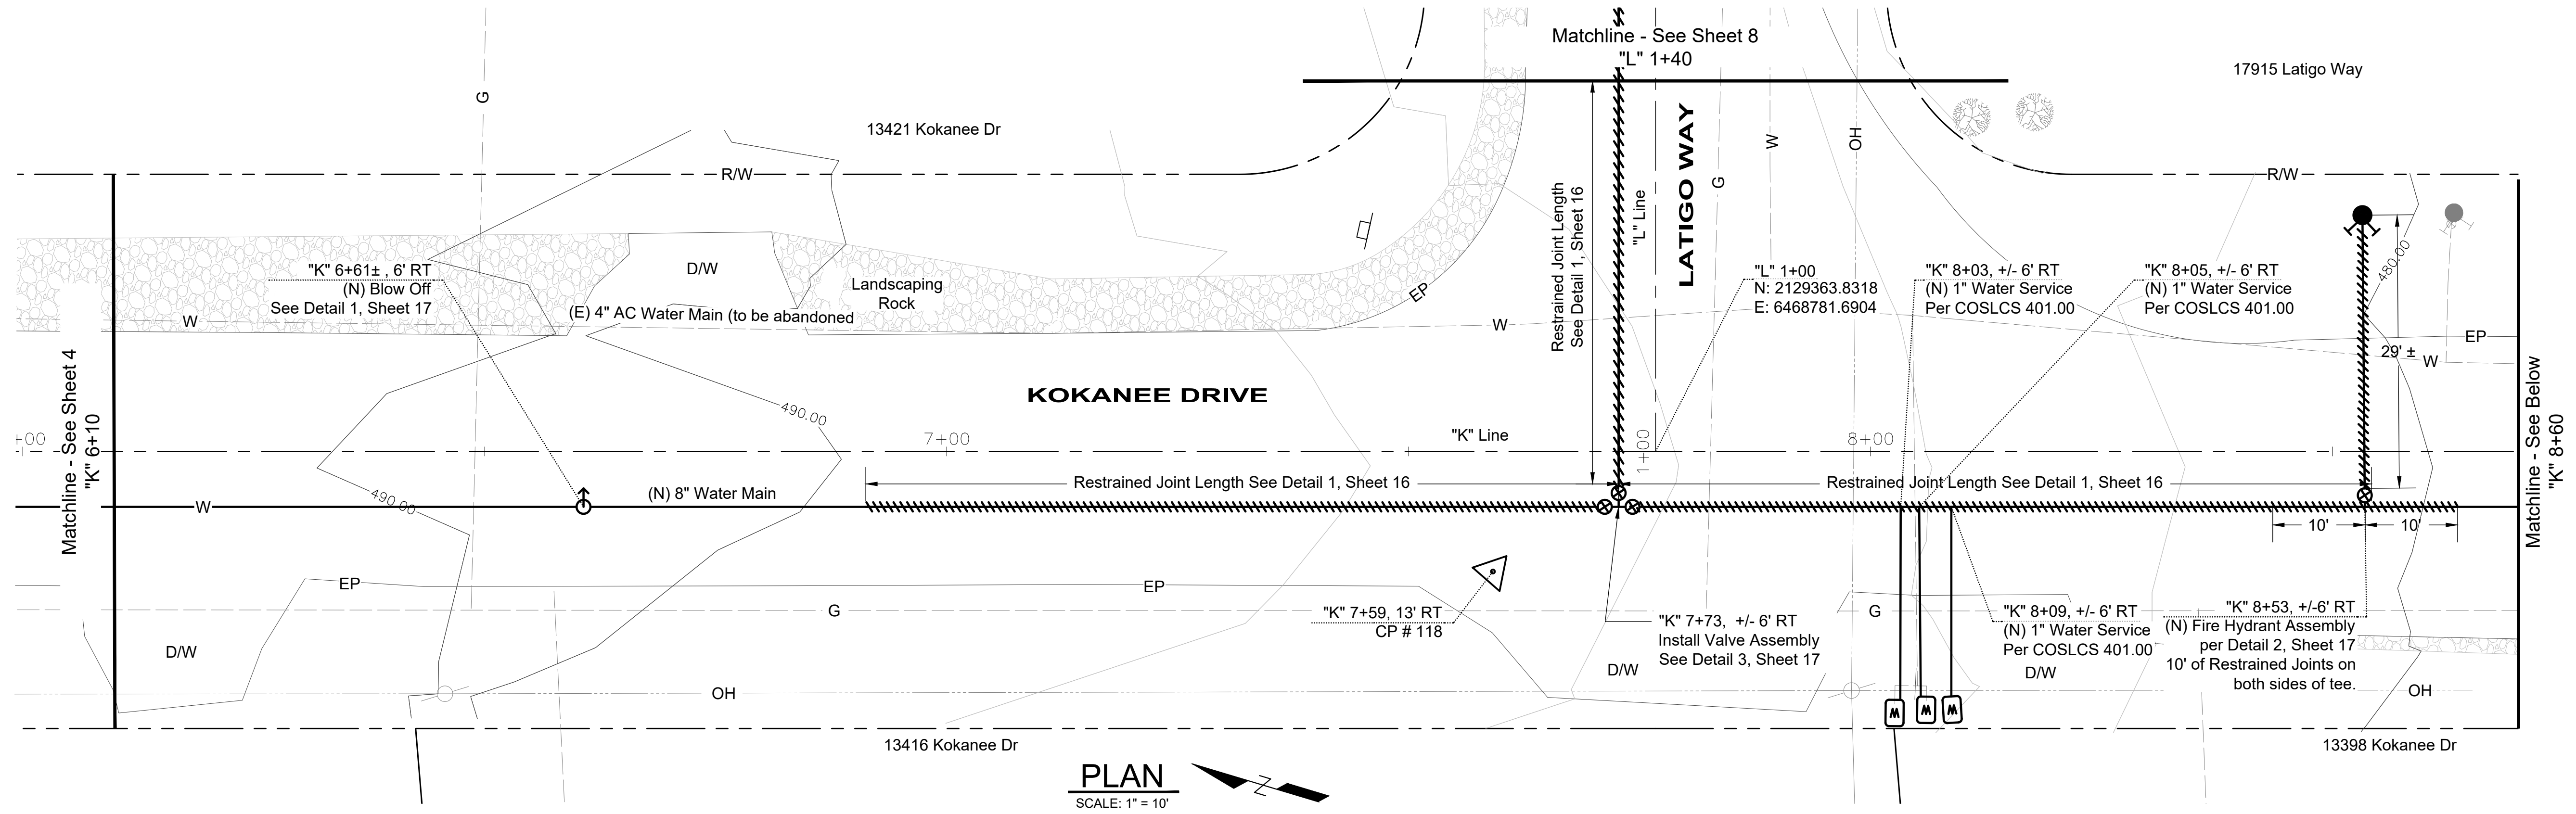 Matchline - See Sheet 8
"L" 1+40
17915 Latigo Way
G
13421 Kokanee Dr
W
OH
LATIGO WAY
R/W
R/W
G
Restrained Joint Length
See Detail 1, Sheet 16
"L" Line
480.00
"K" 6+61± , 6' RT
(N) Blow Off
See Detail 1, Sheet 17
D/W
Landscaping
Rock
EP
"L" 1+00
N: 2129363.8318
E: 6468781.6904
"K" 8+03, +/- 6' RT
(N) 1" Water Service
Per COSLCS 401.00
"K" 8+05, +/- 6' RT
(N) 1" Water Service
Per COSLCS 401.00
W
(E) 4" AC Water Main (to be abandoned
W
EP
29' ±
W
Matchline - See Sheet 4
"K" 6+10
KOKANEE DRIVE
490.00
Matchline - See Below
"K" 8+60
+00
7+00
"K" Line
1+00
8+00
490.00
(N) 8" Water Main
Restrained Joint Length See Detail 1, Sheet 16
Restrained Joint Length See Detail 1, Sheet 16
W
10'
10'
EP
EP
G
"K" 7+59, 13' RT
CP # 118
"K" 7+73, +/- 6' RT
Install Valve Assembly
See Detail 3, Sheet 17
G
"K" 8+09, +/- 6' RT
(N) 1" Water Service
Per COSLCS 401.00
"K" 8+53, +/-6' RT
(N) Fire Hydrant Assembly
per Detail 2, Sheet 17
10' of Restrained Joints on
both sides of tee.
D/W
D/W
D/W
OH
OH
M
M
M
13416 Kokanee Dr
13398 Kokanee Dr
PLAN
SCALE: 1" = 10'
Z